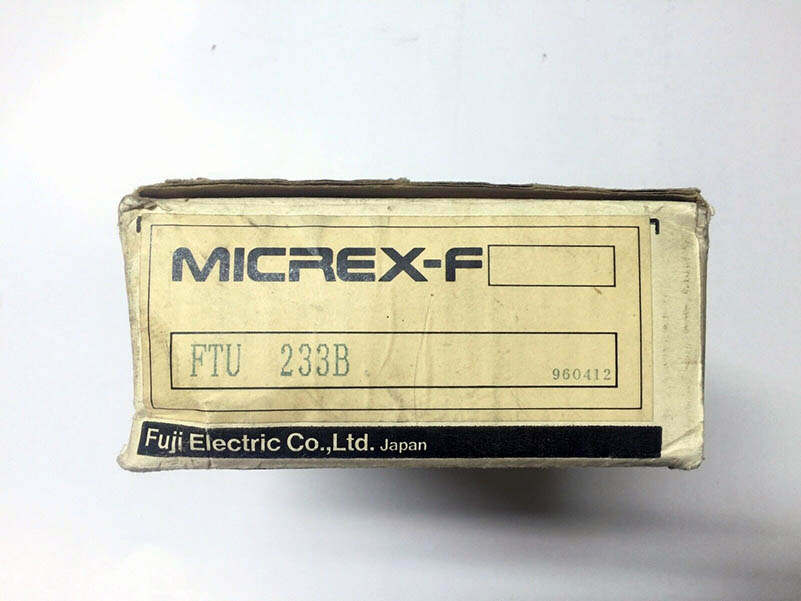 MICREX-F
FTU 233B 960412
Fuji Electric Co.,Ltd. Japan